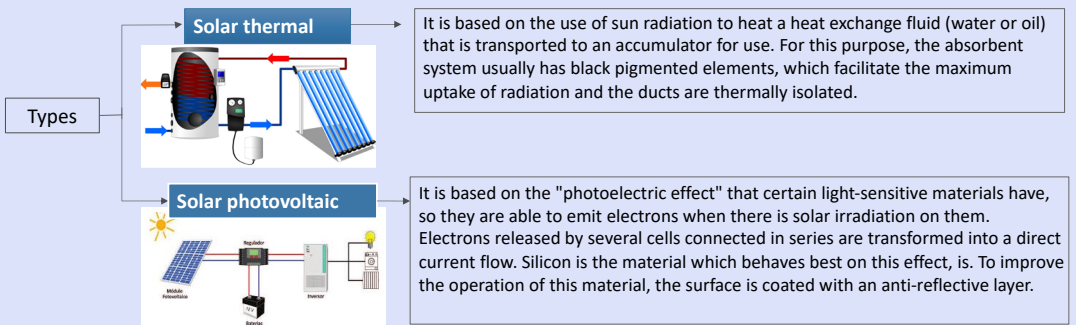 Solar thermal
It is based on the use of sun radiation to heat a heat exchange fluid (water or oil)
that is transported to an accumulator for use. For this purpose, the absorbent
system usually has black pigmented elements, which facilitate the maximum
uptake of radiation and the ducts are thermally isolated.
Types
Solar photovoltaic
It is based on the "photoelectric effect" that certain light-sensitive materials have,
so they are able to emit electrons when there is solar irradiation on them.
Electrons released by several cells connected in series are transformed into a direct
current flow. Silicon is the material which behaves best on this effect, is. To improve
the operation of this material, the surface is coated with an anti-reflective layer.
Regulador
Módulo
Fotovoltaico
Inversor
Baterías